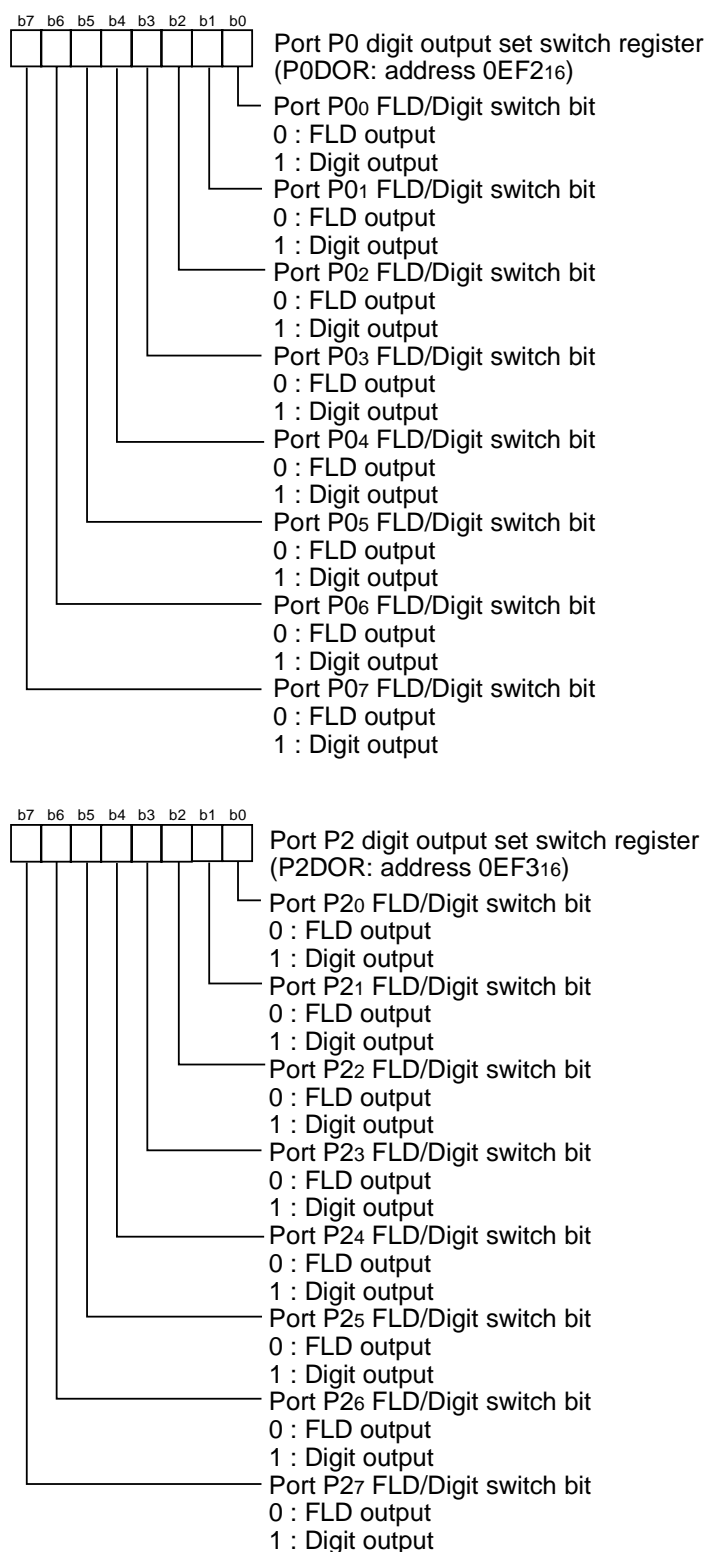 b7 b6 b5 b4 b3 b2 b1 b0
Port P0 digit output set switch register
(P0DOR: address 0EF216)
Port P00 FLD/Digit switch bit
0 : FLD output
1 : Digit output
Port P01 FLD/Digit switch bit
0 : FLD output
1 : Digit output
Port P02 FLD/Digit switch bit
0 : FLD output
1 : Digit output
Port P03 FLD/Digit switch bit
0 : FLD output
1 : Digit output
Port P04 FLD/Digit switch bit
0 : FLD output
1 : Digit output
Port P05 FLD/Digit switch bit
0 : FLD output
1 : Digit output
Port P06 FLD/Digit switch bit
0 : FLD output
1 : Digit output
Port P07 FLD/Digit switch bit
0 : FLD output
1 : Digit output
b7 b6 b5 b4 b3 b2 b1 b0
Port P2 digit output set switch register
(P2DOR: address 0EF316)
Port P20 FLD/Digit switch bit
0 : FLD output
1 : Digit output
Port P21 FLD/Digit switch bit
0 : FLD output
1 : Digit output
Port P22 FLD/Digit switch bit
0 : FLD output
1 : Digit output
Port P23 FLD/Digit switch bit
0 : FLD output
1 : Digit output
Port P24 FLD/Digit switch bit
0 : FLD output
1 : Digit output
Port P25 FLD/Digit switch bit
0 : FLD output
1 : Digit output
Port P26 FLD/Digit switch bit
0 : FLD output
1 : Digit output
Port P27 FLD/Digit switch bit
0 : FLD output
1 : Digit output